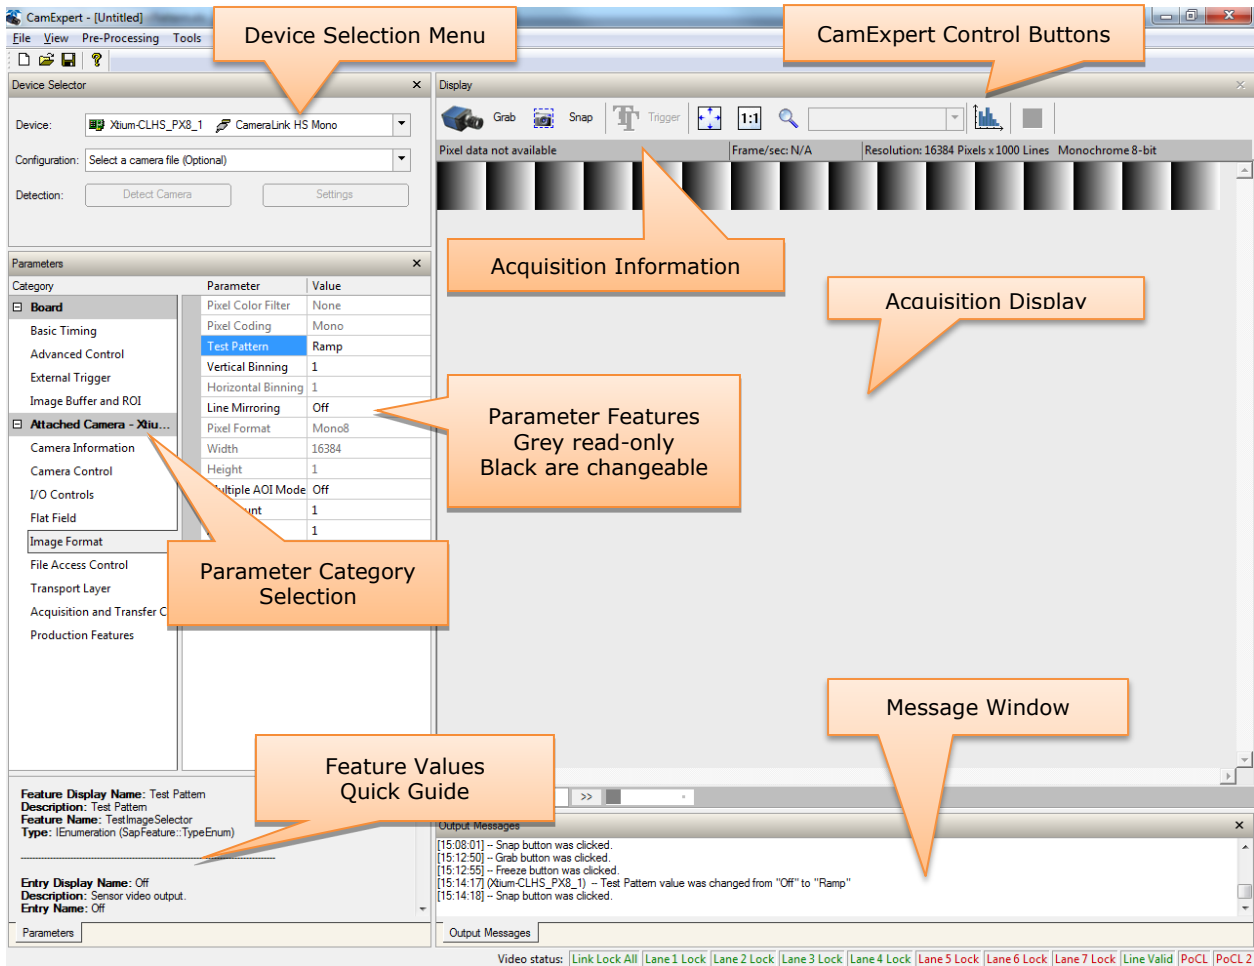 CamExpert - [Untitled]
File View Pre-Processing Tools
Device Selection Menu
CamExpert Control Buttons
Device Selector
Device: Xtium-CLHS_PX8_1 CameraLink HS Mono
Configuration: Select a camera file (Optional)
Detection: Detect Camera Settings
Display
Grab Snap Trigger 1:1
Pixel data not available Frame/sec: N/A Resolution: 16384 Pixels x 1000 Lines Monochrome 8-bit
Acquisition Information
Acquisition Display
Parameters
Category Parameter Value
Board
Basic Timing
Advanced Control
External Trigger
Image Buffer and ROI
Attached Camera - Xtiu...
Camera Information
Camera Control
I/O Controls
Flat Field
Image Format
File Access Control
Transport Layer
Acquisition and Transfer C
Production Features
Pixel Color Filter None
Pixel Coding Mono
Test Pattern Ramp
Vertical Binning 1
Horizontal Binning 1
Line Mirroring Off
Pixel Format Mono8
Width 16384
Height 1
Multiple AOI Mode Off
1
1
Parameter Features
Grey read-only
Black are changeable
Parameter Category
Selection
Message Window
Feature Values
Quick Guide
Feature Display Name: Test Pattern
Description: Test Pattern
Feature Name: TestImageSelector
Type: IEnumeration (SapFeature::TypeEnum)
Entry Display Name: Off
Description: Sensor video output.
Entry Name: Off
Parameters
>>
Output Messages
[15:08:01] -- Snap button was clicked.
[15:12:50] -- Grab button was clicked.
[15:12:55] -- Freeze button was clicked.
[15:14:17] (Xtium-CLHS_PX8_1) -- Test Pattern value was changed from "Off" to "Ramp"
[15:14:18] -- Snap button was clicked.
Output Messages
Video status: Link Lock All Lane 1 Lock Lane 2 Lock Lane 3 Lock Lane 4 Lock Lane 5 Lock Lane 6 Lock Lane 7 Lock Line Valid PoCL PoCL 2